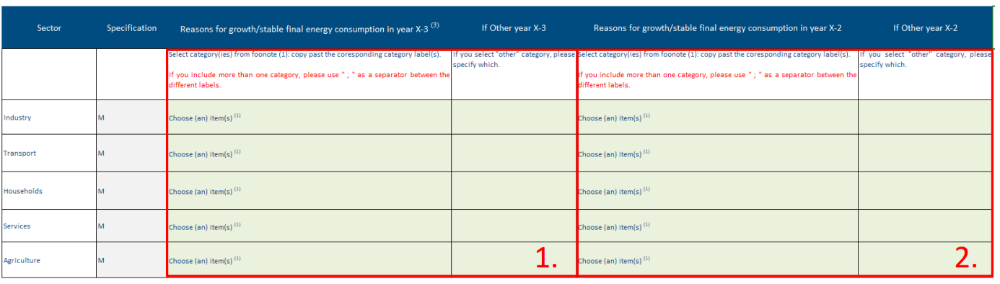 Sector Specification Reasons for growth/stable final energy consumption in year X-3 (3) If Other year X-3 Reasons for growth/stable final energy consumption in year X-2 If Other year X-2
Select category(ies) from foonote (1): copy past the coresponding category label(s). If you select "other" category, please Select category(ies) from foonote (1): copy past the coresponding category label(s). If you select "other" category, please
specify which. specify which.
If you include more than one category, please use " ; " as a separator between the If you include more than one category, please use " ; " as a separator between the
different labels. different labels.
Industry M Choose (an) item(s) (1) Choose (an) item(s) (1)
Transport M Choose (an) item(s) (1) Choose (an) item(s) (1)
Households M Choose (an) item(s) (1) Choose (an) item(s) (1)
Services M Choose (an) item(s) (1) Choose (an) item(s) (1)
Agriculture M Choose (an) item(s) (1) 1. Choose (an) item(s) (1) 2.